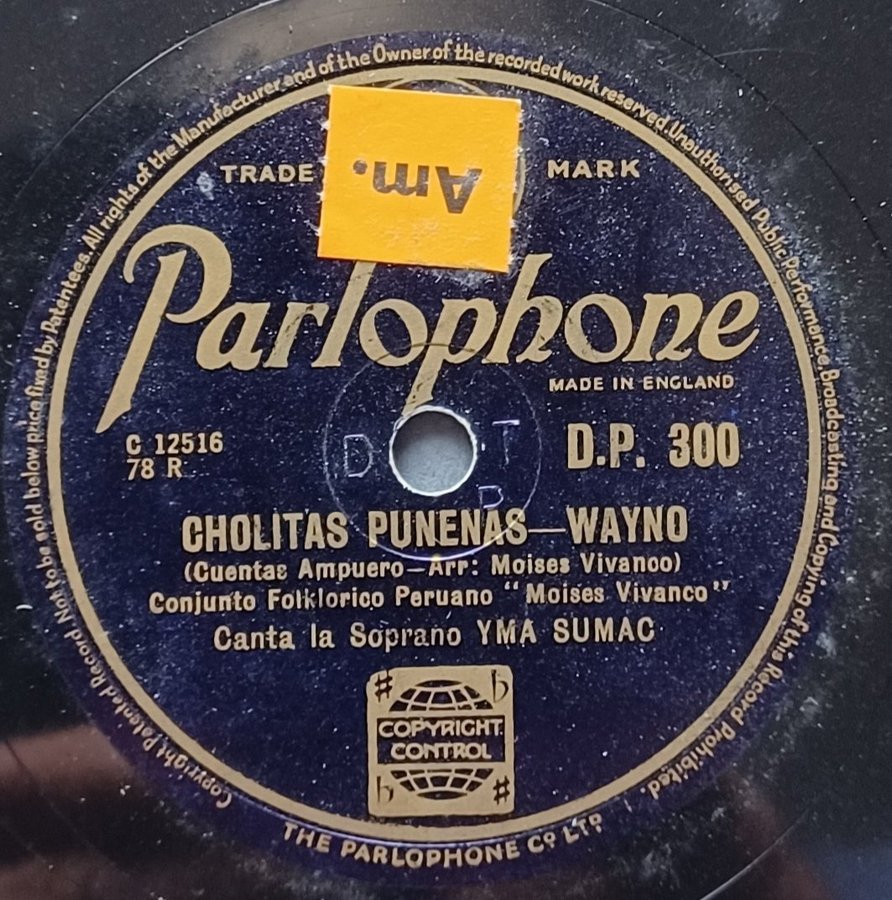 Copyright. Patented Record Not to be sold below price fixed by Patentees. All rights of the Manufacturer and of the Owner of the recorded work reserved. Unauthorised Public Performance, Broadcasting and Copying of this Record Prohibited.
TRADE MARK
Am.
Parlophone
MADE IN ENGLAND
C 12516
78 R
D.P. 300
D T
P
CHOLITAS PUNENAS—WAYNO
(Cuentas Ampuero—Arr: Moises Vivanco)
Conjunto Folklorico Peruano "Moises Vivanco"
Canta la Soprano YMA SUMAC
COPYRIGHT
CONTROL
THE PARLOPHONE Co LTD